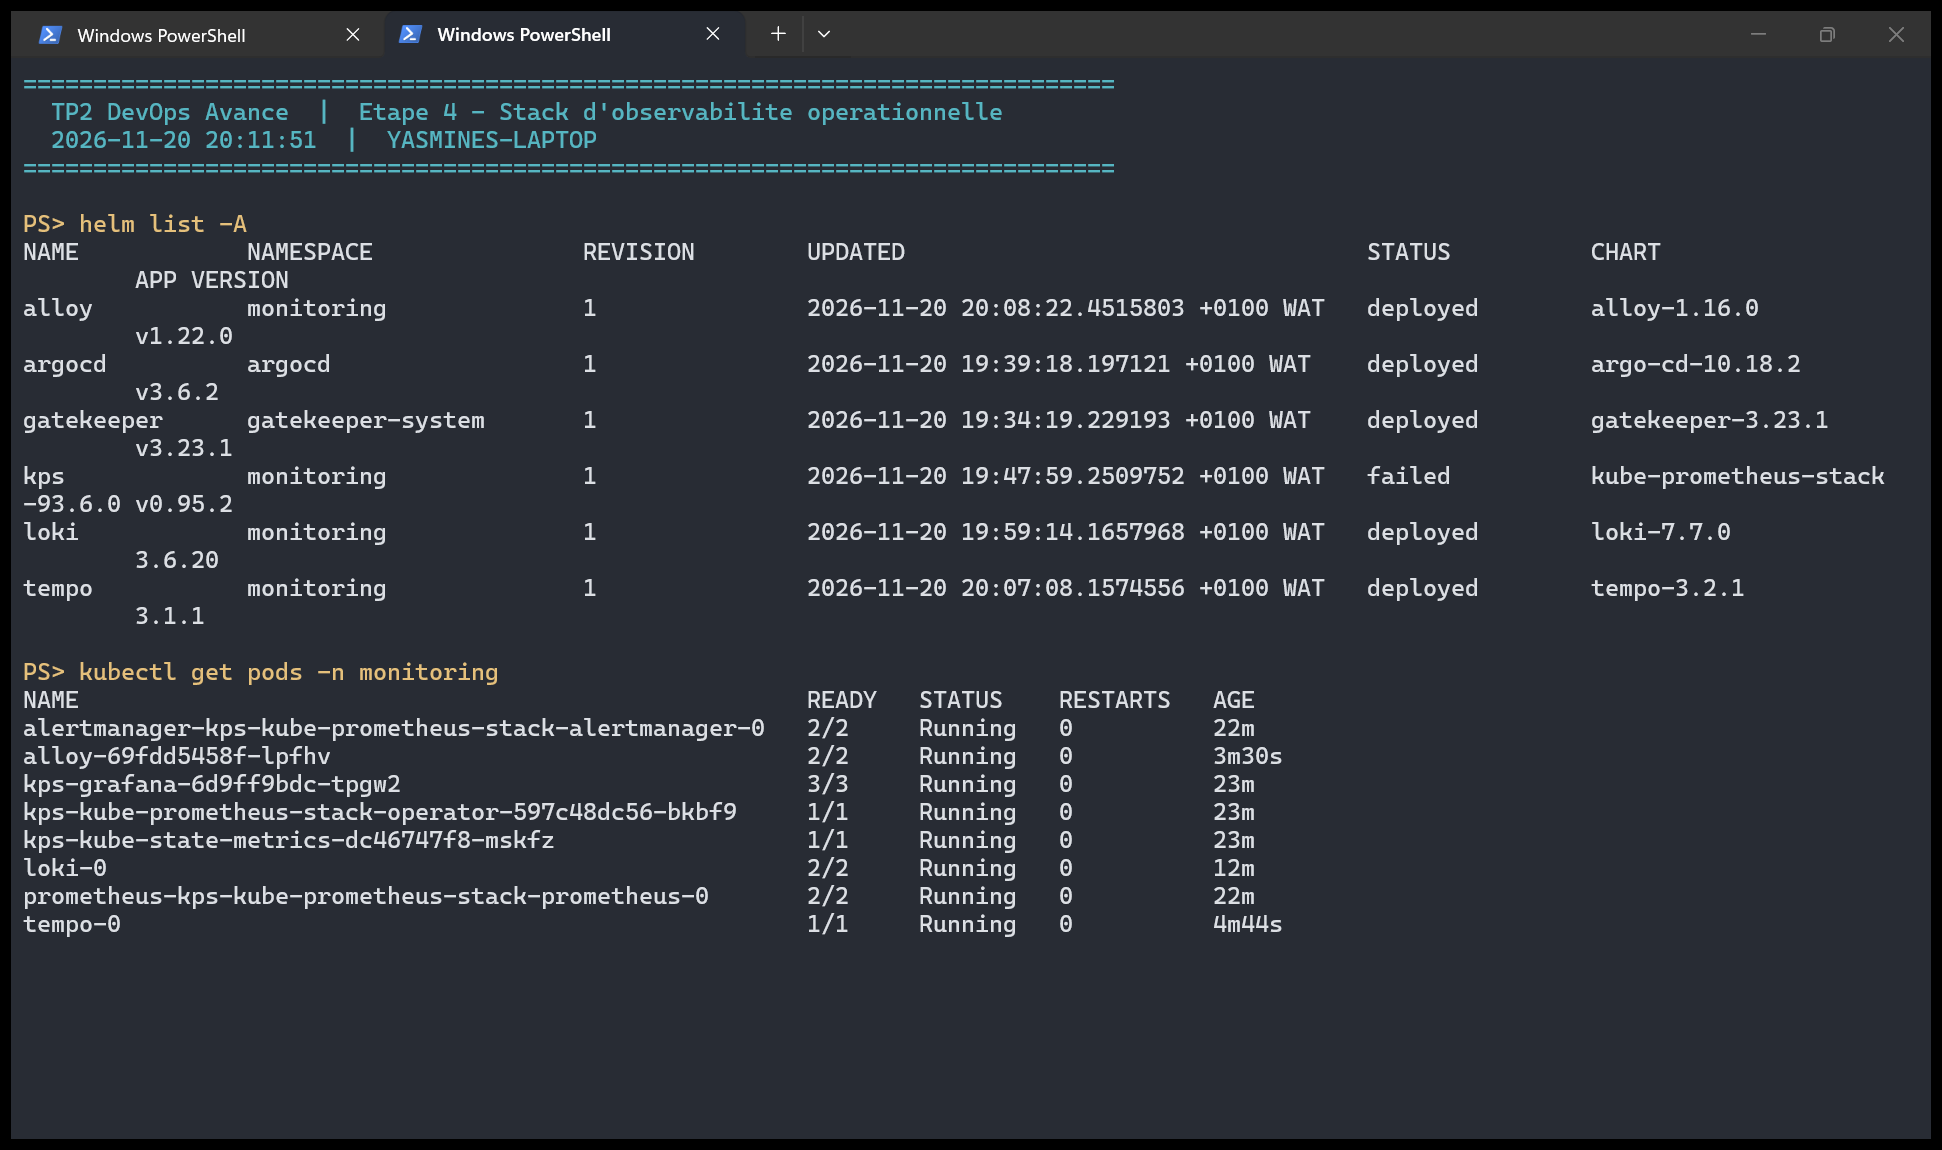 Windows PowerShell
Windows PowerShell
==============================================================================
TP2 DevOps Avance | Etape 4 - Stack d'observabilite operationnelle
2026-11-20 20:11:51 | YASMINES-LAPTOP
==============================================================================
PS> helm list -A
NAME NAMESPACE REVISION UPDATED STATUS CHART
APP VERSION
alloy monitoring 1 2026-11-20 20:08:22.4515803 +0100 WAT deployed alloy-1.16.0
v1.22.0
argocd argocd 1 2026-11-20 19:39:18.197121 +0100 WAT deployed argo-cd-10.18.2
v3.6.2
gatekeeper gatekeeper-system 1 2026-11-20 19:34:19.229193 +0100 WAT deployed gatekeeper-3.23.1
v3.23.1
kps monitoring 1 2026-11-20 19:47:59.2509752 +0100 WAT failed kube-prometheus-stack
-93.6.0 v0.95.2
loki monitoring 1 2026-11-20 19:59:14.1657968 +0100 WAT deployed loki-7.7.0
3.6.20
tempo monitoring 1 2026-11-20 20:07:08.1574556 +0100 WAT deployed tempo-3.2.1
3.1.1
PS> kubectl get pods -n monitoring
NAME READY STATUS RESTARTS AGE
alertmanager-kps-kube-prometheus-stack-alertmanager-0 2/2 Running 0 22m
alloy-69fdd5458f-lpfhv 2/2 Running 0 3m30s
kps-grafana-6d9ff9bdc-tpgw2 3/3 Running 0 23m
kps-kube-prometheus-stack-operator-597c48dc56-bkbf9 1/1 Running 0 23m
kps-kube-state-metrics-dc46747f8-mskfz 1/1 Running 0 23m
loki-0 2/2 Running 0 12m
prometheus-kps-kube-prometheus-stack-prometheus-0 2/2 Running 0 22m
tempo-0 1/1 Running 0 4m44s